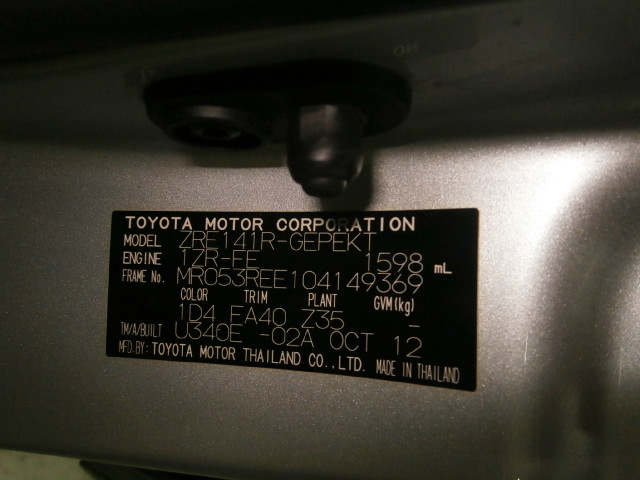 TOYOTA MOTOR CORPORATION
MODEL ZRE141R-GEPEKT
ENGINE 1ZR-FE 1598 mL
FRAME No. MR053REE104149369
COLOR TRIM PLANT GVM(kg)
1D4 FA40 Z35 -
TM/A/BUILT U340E -02A OCT 12
MFD.BY: TOYOTA MOTOR THAILAND CO.,LTD. MADE IN THAILAND